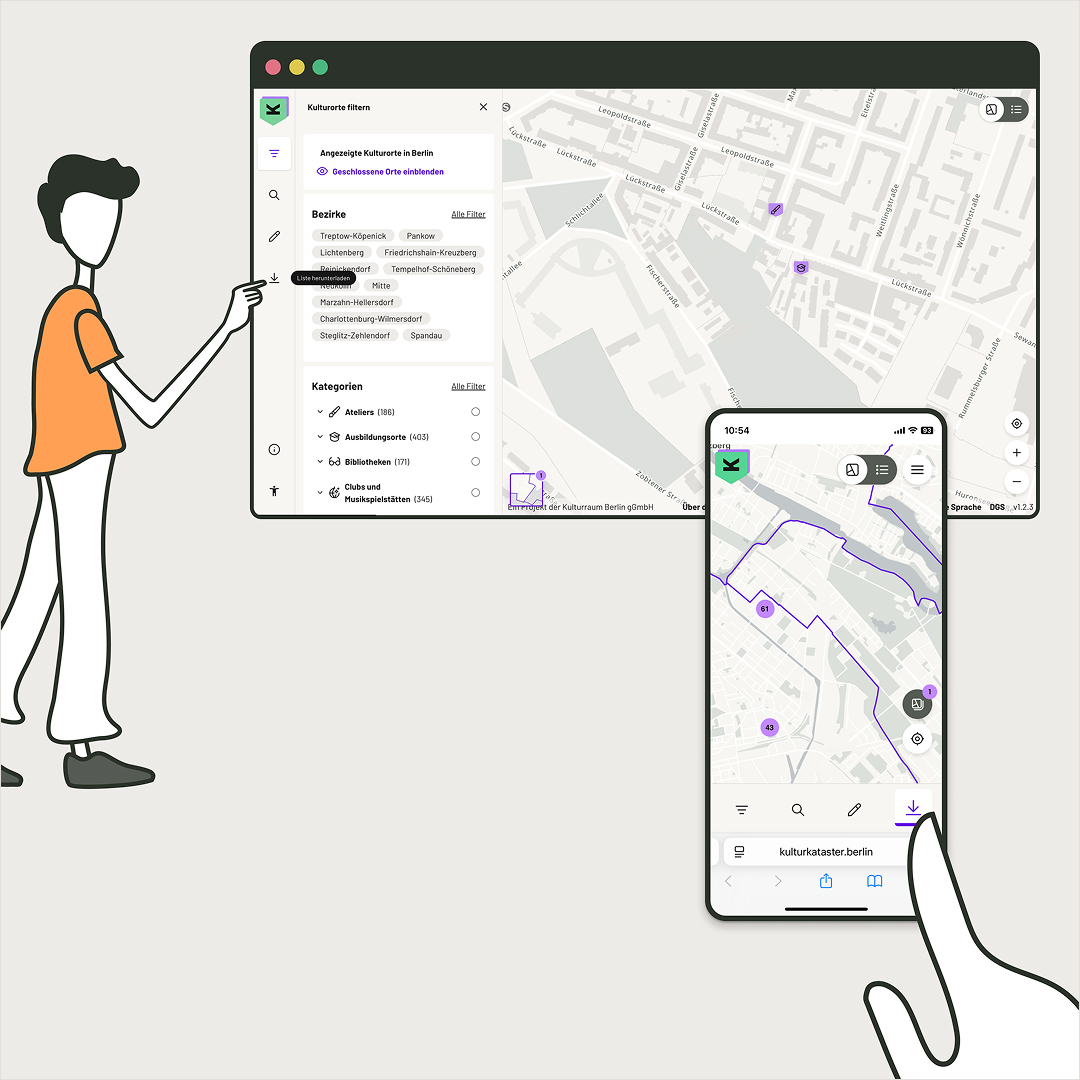 K
Kulturorte filtern
Angezeigte Kulturorte in Berlin
Geschlossene Orte einblenden
Bezirke
Alle Filter
Treptow-Köpenick
Pankow
Lichtenberg
Friedrichshain-Kreuzberg
Reinickendorf
Tempelhof-Schöneberg
Liste herunterladen
Neukölln
Mitte
Marzahn-Hellersdorf
Charlottenburg-Wilmersdorf
Steglitz-Zehlendorf
Spandau
Kategorien
Alle Filter
Ateliers (186)
Ausbildungsorte (403)
Bibliotheken (171)
Clubs und
Musikspielstätten (345)
Leopoldstraße
Giselastraße
Eitelstraße
Lückstraße
Lückstraße
Leopoldstraße
Giselastraße
Lückstraße
Lückstraße
Schlichtallee
Weitlingstraße
Wönnichstraße
Fischerstraße
Lückstraße
Rummelsburger Straße
Zobtener
1
Ein Projekt der Kulturraum Berlin gGmbH
Über
Sprache
DGS
v1.2.3
10:54
93
K
61
1
43
kulturkataster.berlin